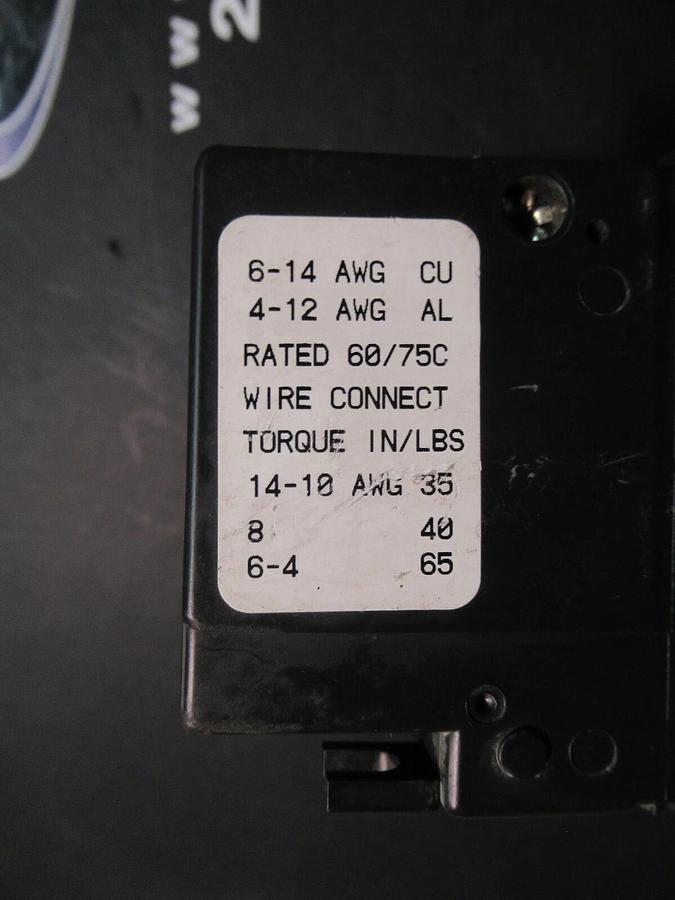 W W
2
6-14 AWG CU
4-12 AWG AL
RATED 60/75C
WIRE CONNECT
TORQUE IN/LBS
14-10 AWG 35
8 40
6-4 65